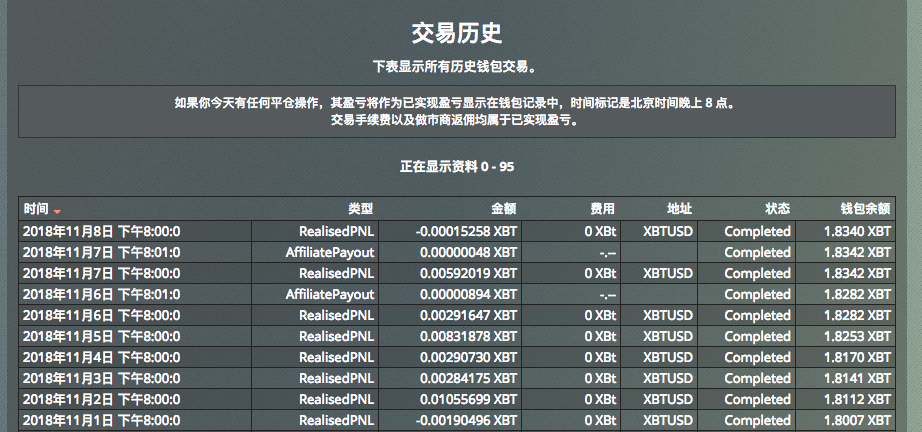 交易历史
下表显示所有历史钱包交易。
如果你今天有任何平仓操作，其盈亏将作为已实现盈亏显示在钱包记录中，时间标记是北京时间晚上 8 点。
交易手续费以及做市商返佣均属于已实现盈亏。
正在显示资料 0 - 95
时间 类型 金额 费用 地址 状态 钱包余额
2018年11月8日 下午8:00:0 RealisedPNL -0.00015258 XBT 0 XBt XBTUSD Completed 1.8340 XBT
2018年11月7日 下午8:01:0 AffiliatePayout 0.00000048 XBT -.-- Completed 1.8342 XBT
2018年11月7日 下午8:00:0 RealisedPNL 0.00592019 XBT 0 XBt XBTUSD Completed 1.8342 XBT
2018年11月6日 下午8:01:0 AffiliatePayout 0.00000894 XBT -.-- Completed 1.8282 XBT
2018年11月6日 下午8:00:0 RealisedPNL 0.00291647 XBT 0 XBt XBTUSD Completed 1.8282 XBT
2018年11月5日 下午8:00:0 RealisedPNL 0.00831878 XBT 0 XBt XBTUSD Completed 1.8253 XBT
2018年11月4日 下午8:00:0 RealisedPNL 0.00290730 XBT 0 XBt XBTUSD Completed 1.8170 XBT
2018年11月3日 下午8:00:0 RealisedPNL 0.00284175 XBT 0 XBt XBTUSD Completed 1.8141 XBT
2018年11月2日 下午8:00:0 RealisedPNL 0.01055699 XBT 0 XBt XBTUSD Completed 1.8112 XBT
2018年11月1日 下午8:00:0 RealisedPNL -0.00190496 XBT 0 XBt XBTUSD Completed 1.8007 XBT